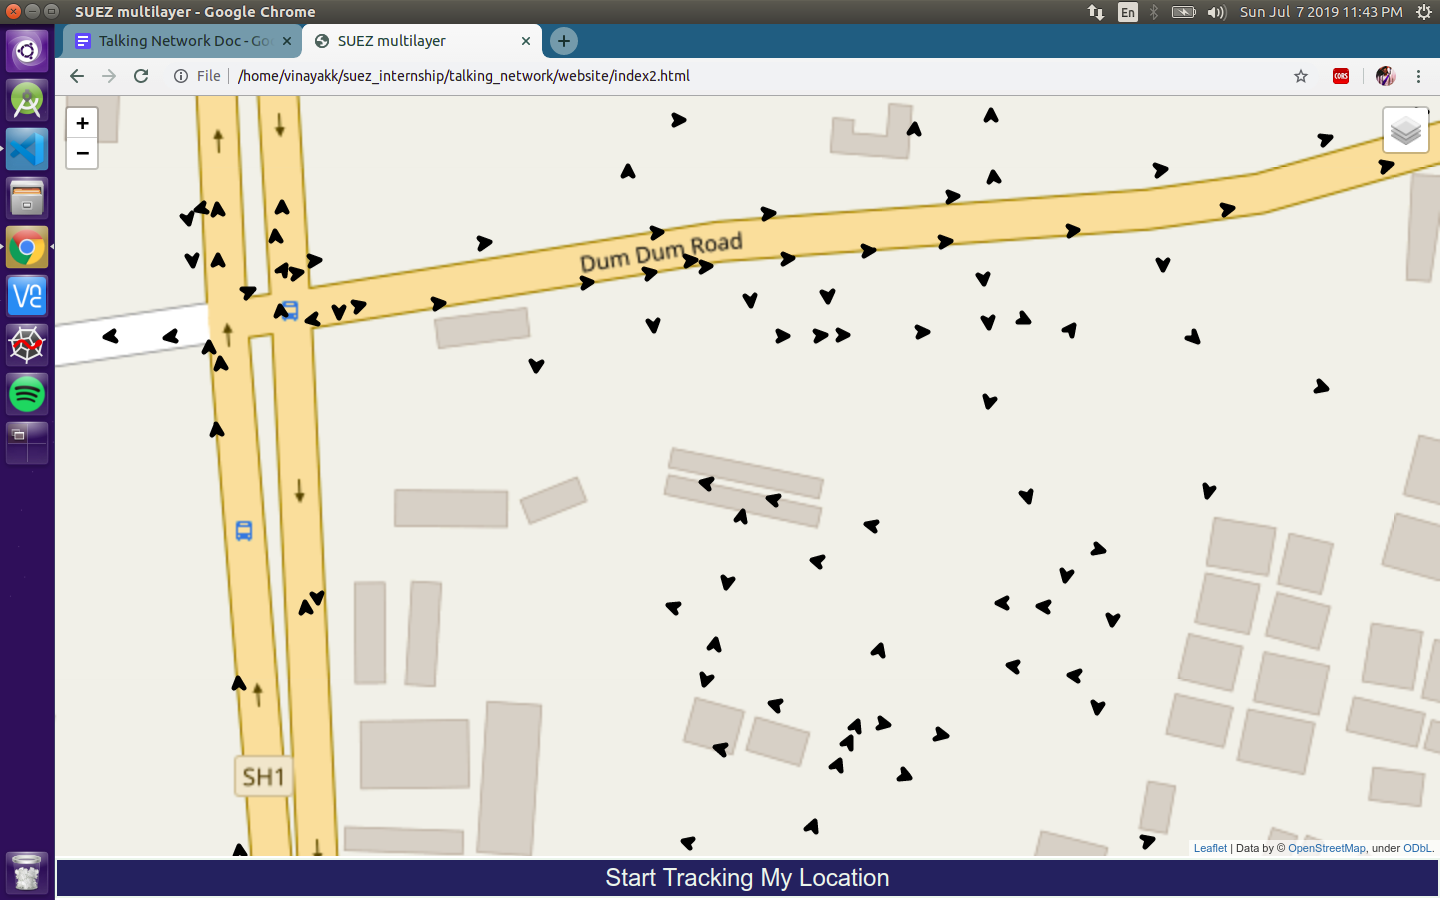 SUEZ multilayer - Google Chrome
En
Sun Jul 7 2019 11:43 PM
Talking Network Doc - Go
SUEZ multilayer
File
/home/vinayakk/suez_internship/talking_network/website/index2.html
CORS
+
−
Dum Dum Road
SH1
Leaflet | Data by © OpenStreetMap, under ODbL.
Start Tracking My Location